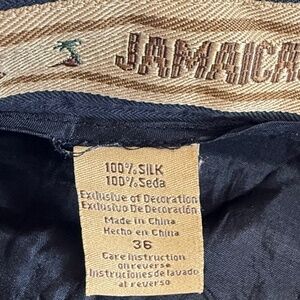 JAMAICA
100% SILK
100% Seda
Exclusive of Decoration
Exclusivo De Decoración
Made in China
Hecho en China
36
Care instruction
on reverse
Instrucciones de lavado
al reverso